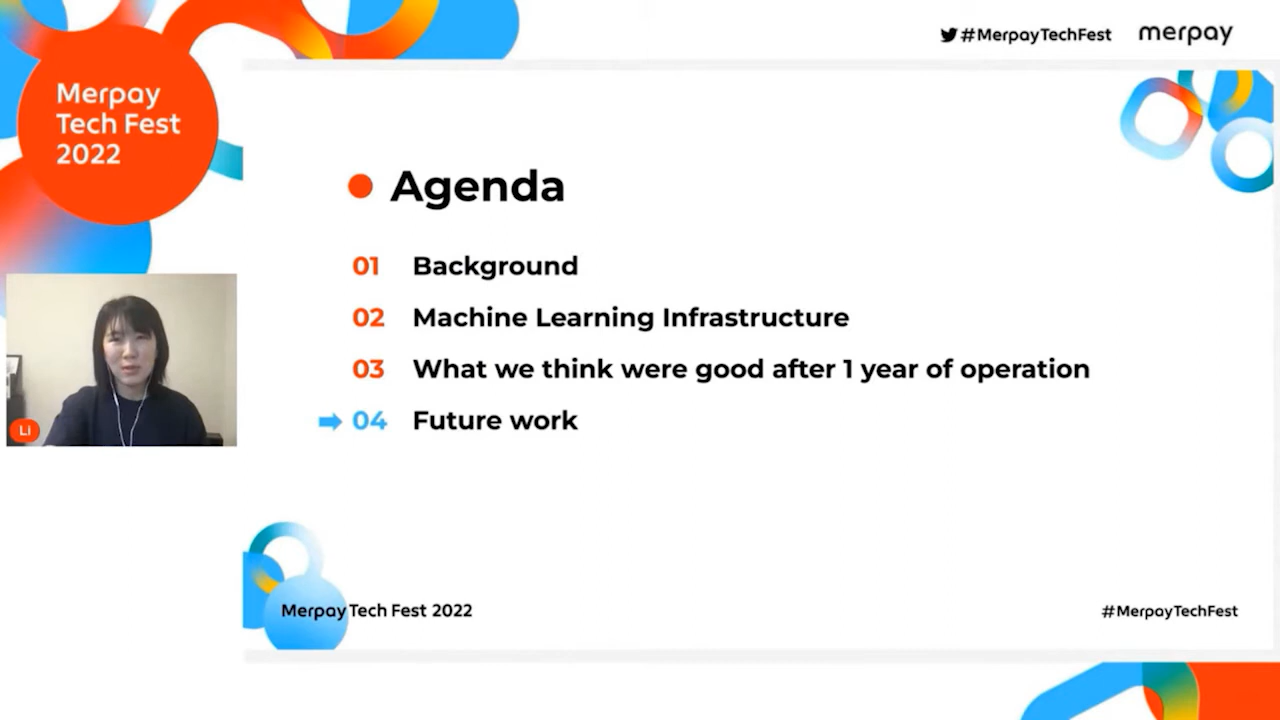 #MerpayTechFest
merpay
Merpay
Tech Fest
2022
Agenda
01 Background
02 Machine Learning Infrastructure
03 What we think were good after 1 year of operation
04 Future work
LI
Merpay Tech Fest 2022
#MerpayTechFest